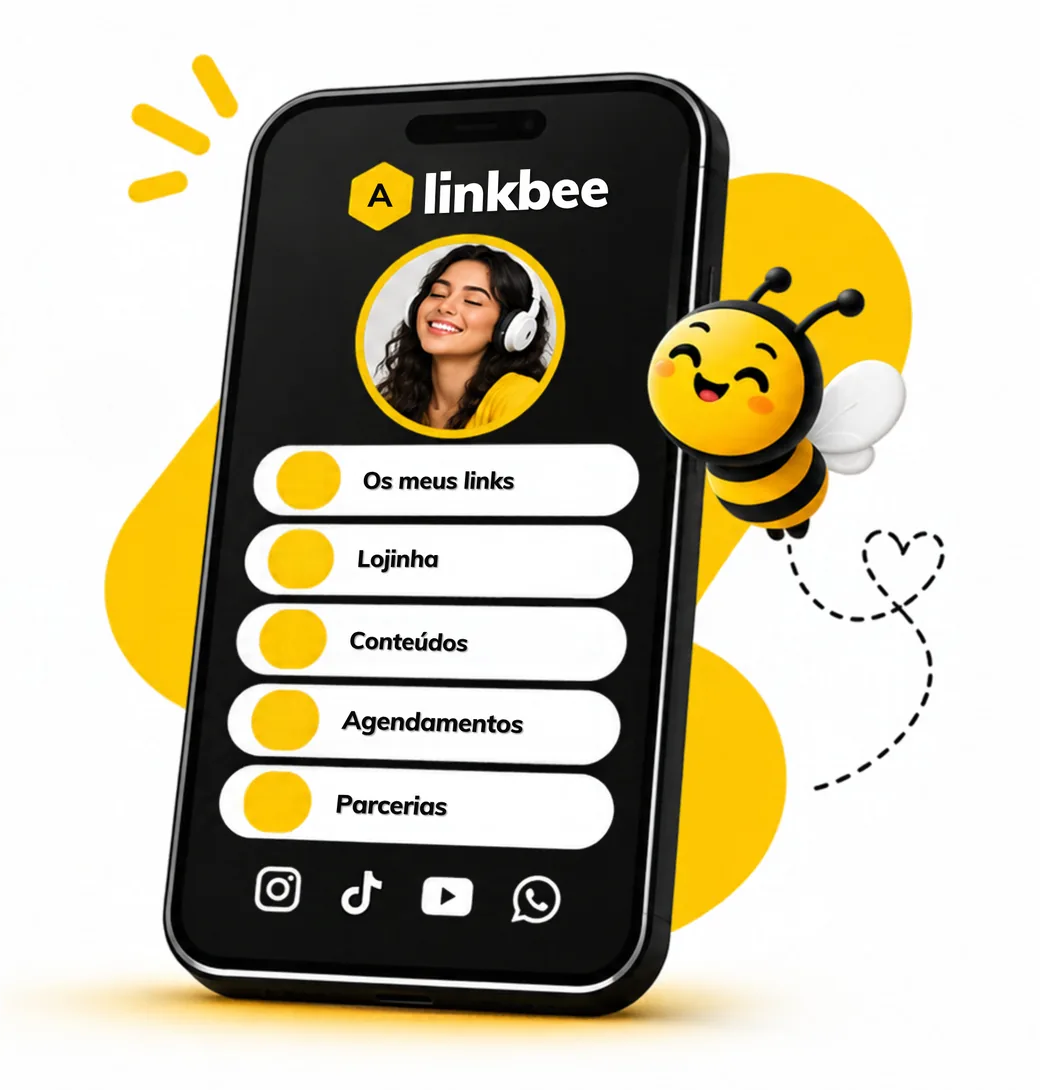 A linkbee
Os meus links
Lojinha
Conteúdos
Agendamentos
Parcerias